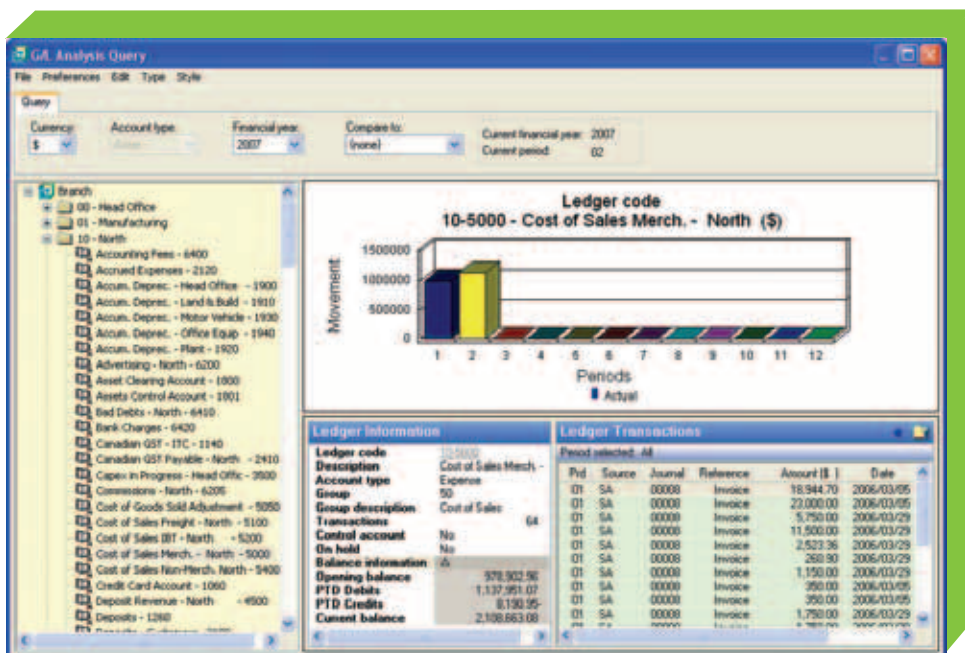 G/L Analysis Query
File Preferences Edit Type Style
Query
Currency: Account type: Financial year: Compare to:
$ 2007 (none)
Current financial year: 2007
Current period: 02
Branch
00 - Head Office
01 - Manufacturing
10 - North
Accounting Fees - 6400
Accrued Expenses - 2120
Accum. Deprec. - Head Office - 1900
Accum. Deprec. - Land & Build - 1910
Accum. Deprec. - Motor Vehicle - 1930
Accum. Deprec. - Office Equip - 1940
Accum. Deprec. - Plant - 1920
Advertising - North - 6200
Asset Clearing Account - 1800
Assets Control Account - 1801
Bad Debts - North - 6410
Bank Charges - 6420
Canadian GST - ITC - 1140
Canadian GST Payable - North - 2410
Capex in Progress - Head Offic - 3500
Commissions - North - 6205
Cost of Goods Sold Adjustment - 5050
Cost of Sales Freight - North - 5100
Cost of Sales IBT - North - 5200
Cost of Sales Merch. - North - 5000
Cost of Sales Non-Merch. North - 5400
Credit Card Account - 1060
Deposit Revenue - North - 4500
Deposits - 1260
Ledger code
10-5000 - Cost of Sales Merch. - North ($)
Movement
1500000
1000000
500000
0
1 2 3 4 5 6 7 8 9 10 11 12
Periods
Actual
Ledger Information
Ledger code 10-5000
Description Cost of Sales Merch. -
Account type Expense
Group 50
Group description Cost of Sales
Transactions 64
Control account No
On hold No
Balance information
Opening balance 978,902.96
PTD Debits 1,137,951.07
PTD Credits 8,190.95-
Current balance 2,108,663.08
Ledger Transactions
Period selected: All
Prd Source Journal Reference Amount ($ ) Date
01 SA 00008 Invoice 18,944.70 2006/03/05
01 SA 00008 Invoice 23,000.00 2006/03/05
01 SA 00008 Invoice 5,750.00 2006/03/29
01 SA 00008 Invoice 11,500.00 2006/03/29
01 SA 00008 Invoice 2,523.36 2006/03/29
01 SA 00008 Invoice 260.90 2006/03/29
01 SA 00008 Invoice 1,150.00 2006/03/29
01 SA 00008 Invoice 350.00 2006/03/05
01 SA 00008 Invoice 350.00 2006/03/05
01 SA 00008 Invoice 1,750.00 2006/03/29